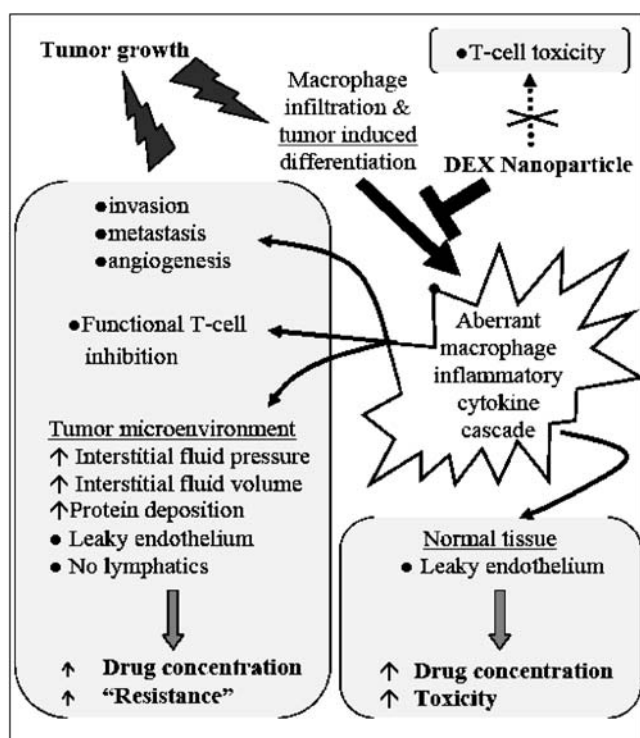 Tumor growth
●T-cell toxicity
Macrophage
infiltration &
tumor induced
differentiation
DEX Nanoparticle
●invasion
●metastasis
●angiogenesis
●Functional T-cell
inhibition
Aberrant
macrophage
inflammatory
cytokine
cascade
Tumor microenvironment
↑ Interstitial fluid pressure
↑ Interstitial fluid volume
↑Protein deposition
● Leaky endothelium
● No lymphatics
↑ Drug concentration
↑ “Resistance”
Normal tissue
● Leaky endothelium
↑ Drug concentration
↑ Toxicity